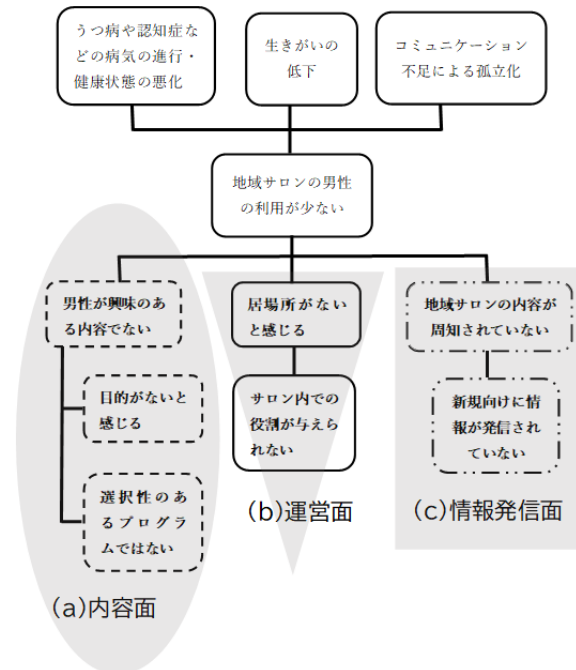 うつ病や認知症な
どの病気の進行・
健康状態の悪化
生きがいの
低下
コミュニケーション
不足による孤立化
地域サロンの男性
の利用が少ない
男性が興味のあ
る内容でない
目的がないと
感じる
選択性のあ
るプログラ
ムではない
(a)内容面
居場所がない
と感じる
サロン内での
役割が与えら
れない
(b)運営面
地域サロンの内容が
周知されていない
新規向けに情
報が発信され
ていない
(c)情報発信面